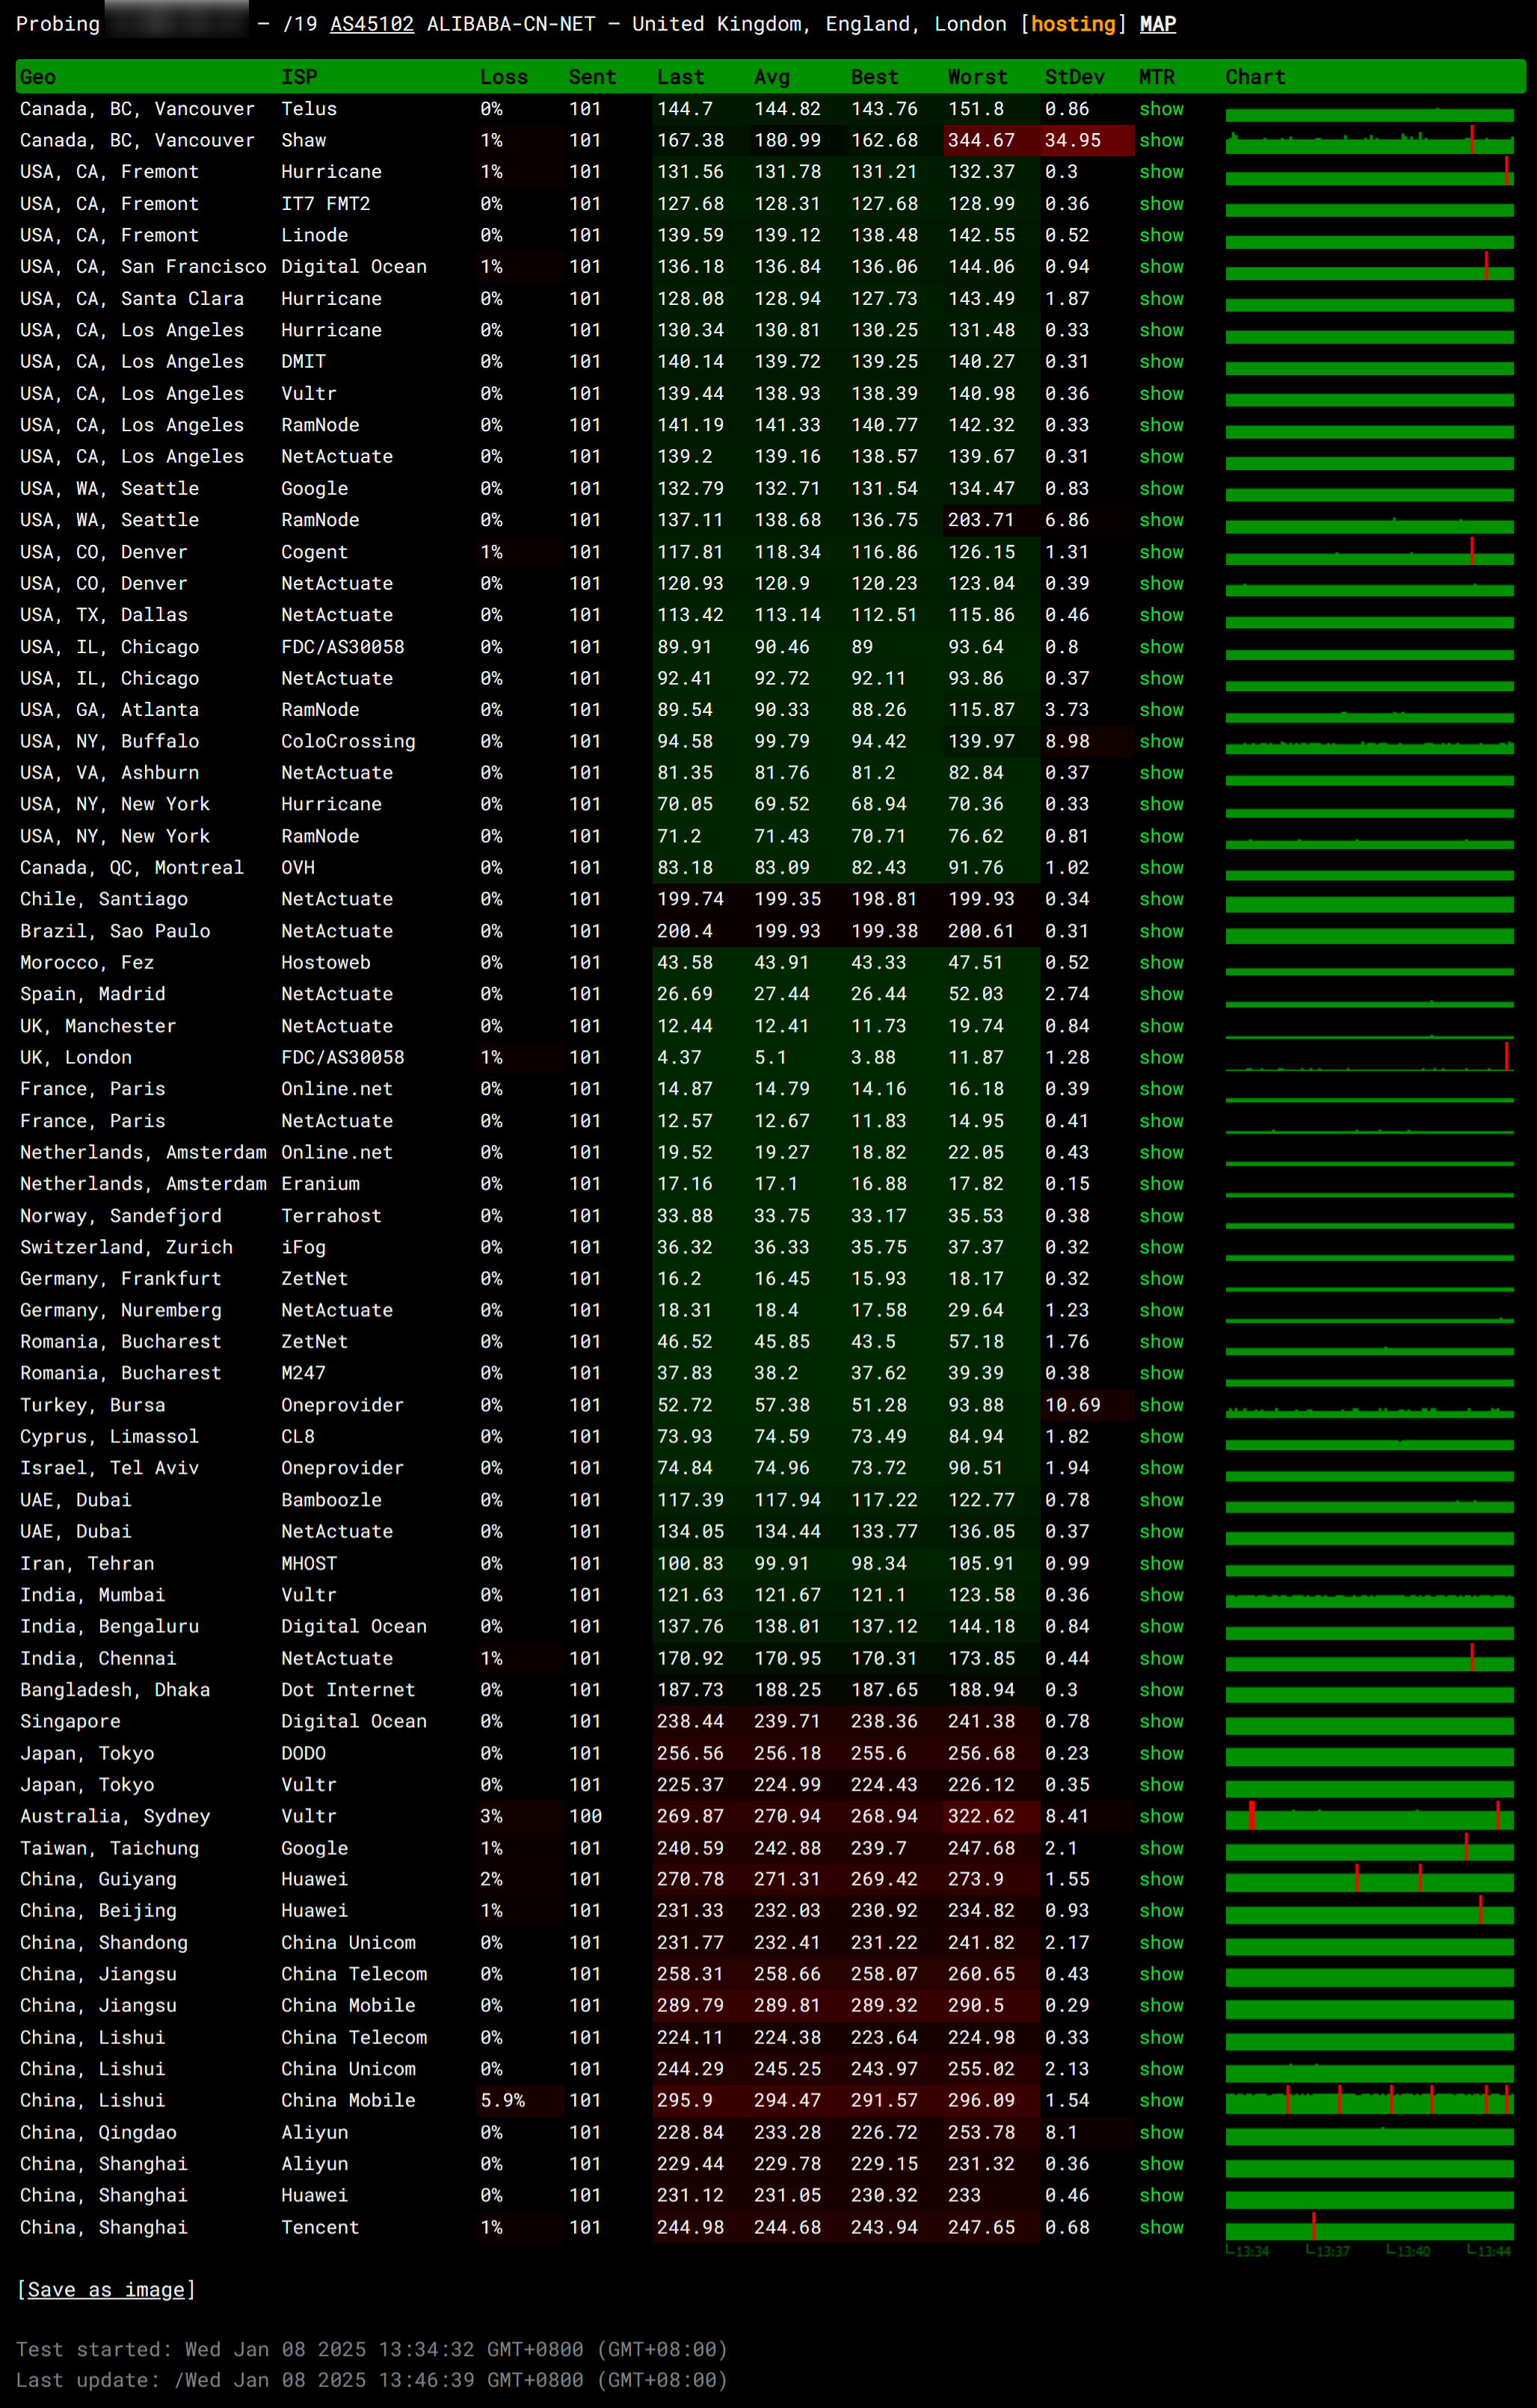 Probing — /19 AS45102 ALIBABA-CN-NET — United Kingdom, England, London [hosting] MAP
Geo ISP Loss Sent Last Avg Best Worst StDev MTR Chart
Canada, BC, Vancouver Telus 0% 101 144.7 144.82 143.76 151.8 0.86 show
Canada, BC, Vancouver Shaw 1% 101 167.38 180.99 162.68 344.67 34.95 show
USA, CA, Fremont Hurricane 1% 101 131.56 131.78 131.21 132.37 0.3 show
USA, CA, Fremont IT7 FMT2 0% 101 127.68 128.31 127.68 128.99 0.36 show
USA, CA, Fremont Linode 0% 101 139.59 139.12 138.48 142.55 0.52 show
USA, CA, San Francisco Digital Ocean 1% 101 136.18 136.84 136.06 144.06 0.94 show
USA, CA, Santa Clara Hurricane 0% 101 128.08 128.94 127.73 143.49 1.87 show
USA, CA, Los Angeles Hurricane 0% 101 130.34 130.81 130.25 131.48 0.33 show
USA, CA, Los Angeles DMIT 0% 101 140.14 139.72 139.25 140.27 0.31 show
USA, CA, Los Angeles Vultr 0% 101 139.44 138.93 138.39 140.98 0.36 show
USA, CA, Los Angeles RamNode 0% 101 141.19 141.33 140.77 142.32 0.33 show
USA, CA, Los Angeles NetActuate 0% 101 139.2 139.16 138.57 139.67 0.31 show
USA, WA, Seattle Google 0% 101 132.79 132.71 131.54 134.47 0.83 show
USA, WA, Seattle RamNode 0% 101 137.11 138.68 136.75 203.71 6.86 show
USA, CO, Denver Cogent 1% 101 117.81 118.34 116.86 126.15 1.31 show
USA, CO, Denver NetActuate 0% 101 120.93 120.9 120.23 123.04 0.39 show
USA, TX, Dallas NetActuate 0% 101 113.42 113.14 112.51 115.86 0.46 show
USA, IL, Chicago FDC/AS30058 0% 101 89.91 90.46 89 93.64 0.8 show
USA, IL, Chicago NetActuate 0% 101 92.41 92.72 92.11 93.86 0.37 show
USA, GA, Atlanta RamNode 0% 101 89.54 90.33 88.26 115.87 3.73 show
USA, NY, Buffalo ColoCrossing 0% 101 94.58 99.79 94.42 139.97 8.98 show
USA, VA, Ashburn NetActuate 0% 101 81.35 81.76 81.2 82.84 0.37 show
USA, NY, New York Hurricane 0% 101 70.05 69.52 68.94 70.36 0.33 show
USA, NY, New York RamNode 0% 101 71.2 71.43 70.71 76.62 0.81 show
Canada, QC, Montreal OVH 0% 101 83.18 83.09 82.43 91.76 1.02 show
Chile, Santiago NetActuate 0% 101 199.74 199.35 198.81 199.93 0.34 show
Brazil, Sao Paulo NetActuate 0% 101 200.4 199.93 199.38 200.61 0.31 show
Morocco, Fez Hostoweb 0% 101 43.58 43.91 43.33 47.51 0.52 show
Spain, Madrid NetActuate 0% 101 26.69 27.44 26.44 52.03 2.74 show
UK, Manchester NetActuate 0% 101 12.44 12.41 11.73 19.74 0.84 show
UK, London FDC/AS30058 1% 101 4.37 5.1 3.88 11.87 1.28 show
France, Paris Online.net 0% 101 14.87 14.79 14.16 16.18 0.39 show
France, Paris NetActuate 0% 101 12.57 12.67 11.83 14.95 0.41 show
Netherlands, Amsterdam Online.net 0% 101 19.52 19.27 18.82 22.05 0.43 show
Netherlands, Amsterdam Eranium 0% 101 17.16 17.1 16.88 17.82 0.15 show
Norway, Sandefjord Terrahost 0% 101 33.88 33.75 33.17 35.53 0.38 show
Switzerland, Zurich iFog 0% 101 36.32 36.33 35.75 37.37 0.32 show
Germany, Frankfurt ZetNet 0% 101 16.2 16.45 15.93 18.17 0.32 show
Germany, Nuremberg NetActuate 0% 101 18.31 18.4 17.58 29.64 1.23 show
Romania, Bucharest ZetNet 0% 101 46.52 45.85 43.5 57.18 1.76 show
Romania, Bucharest M247 0% 101 37.83 38.2 37.62 39.39 0.38 show
Turkey, Bursa Oneprovider 0% 101 52.72 57.38 51.28 93.88 10.69 show
Cyprus, Limassol CL8 0% 101 73.93 74.59 73.49 84.94 1.82 show
Israel, Tel Aviv Oneprovider 0% 101 74.84 74.96 73.72 90.51 1.94 show
UAE, Dubai Bamboozle 0% 101 117.39 117.94 117.22 122.77 0.78 show
UAE, Dubai NetActuate 0% 101 134.05 134.44 133.77 136.05 0.37 show
Iran, Tehran MHOST 0% 101 100.83 99.91 98.34 105.91 0.99 show
India, Mumbai Vultr 0% 101 121.63 121.67 121.1 123.58 0.36 show
India, Bengaluru Digital Ocean 0% 101 137.76 138.01 137.12 144.18 0.84 show
India, Chennai NetActuate 1% 101 170.92 170.95 170.31 173.85 0.44 show
Bangladesh, Dhaka Dot Internet 0% 101 187.73 188.25 187.65 188.94 0.3 show
Singapore Digital Ocean 0% 101 238.44 239.71 238.36 241.38 0.78 show
Japan, Tokyo DODO 0% 101 256.56 256.18 255.6 256.68 0.23 show
Japan, Tokyo Vultr 0% 101 225.37 224.99 224.43 226.12 0.35 show
Australia, Sydney Vultr 3% 100 269.87 270.94 268.94 322.62 8.41 show
Taiwan, Taichung Google 1% 101 240.59 242.88 239.7 247.68 2.1 show
China, Guiyang Huawei 2% 101 270.78 271.31 269.42 273.9 1.55 show
China, Beijing Huawei 1% 101 231.33 232.03 230.92 234.82 0.93 show
China, Shandong China Unicom 0% 101 231.77 232.41 231.22 241.82 2.17 show
China, Jiangsu China Telecom 0% 101 258.31 258.66 258.07 260.65 0.43 show
China, Jiangsu China Mobile 0% 101 289.79 289.81 289.32 290.5 0.29 show
China, Lishui China Telecom 0% 101 224.11 224.38 223.64 224.98 0.33 show
China, Lishui China Unicom 0% 101 244.29 245.25 243.97 255.02 2.13 show
China, Lishui China Mobile 5.9% 101 295.9 294.47 291.57 296.09 1.54 show
China, Qingdao Aliyun 0% 101 228.84 233.28 226.72 253.78 8.1 show
China, Shanghai Aliyun 0% 101 229.44 229.78 229.15 231.32 0.36 show
China, Shanghai Huawei 0% 101 231.12 231.05 230.32 233 0.46 show
China, Shanghai Tencent 1% 101 244.98 244.68 243.94 247.65 0.68 show
13:34 13:37 13:40 13:44
[Save as image]
Test started: Wed Jan 08 2025 13:34:32 GMT+0800 (GMT+08:00)
Last update: /Wed Jan 08 2025 13:46:39 GMT+0800 (GMT+08:00)